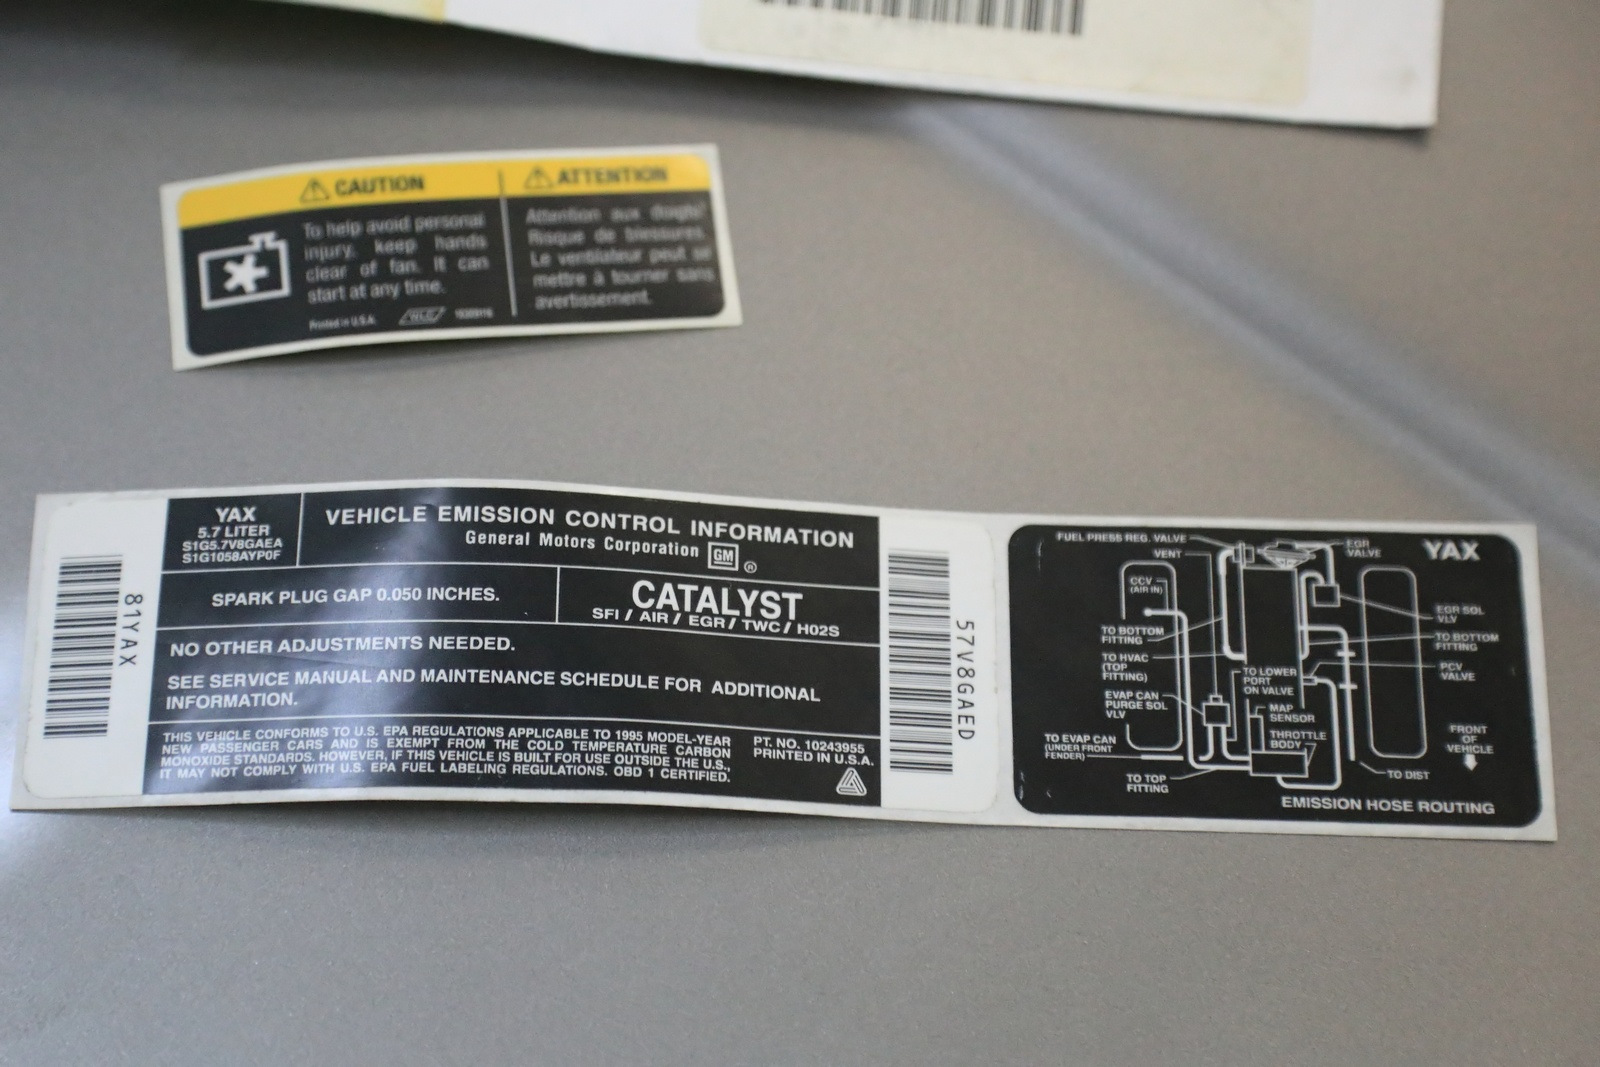 CAUTION
To help avoid personal
injury, keep hands
clear of fan. It can
start at any time.
Printed in U.S.A.
WLC
ATTENTION
Attention aux doigts!
Risque de blessures.
Le ventilateur peut se
mettre à tourner sans
avertissement.
81YAX
YAX
5.7 LITER
S1G5.7V8GAEA
S1G1058AYP0F
VEHICLE EMISSION CONTROL INFORMATION
General Motors Corporation GM ®
SPARK PLUG GAP 0.050 INCHES.
CATALYST
SFI / AIR / EGR / TWC / HO2S
NO OTHER ADJUSTMENTS NEEDED.
SEE SERVICE MANUAL AND MAINTENANCE SCHEDULE FOR ADDITIONAL
INFORMATION.
THIS VEHICLE CONFORMS TO U.S. EPA REGULATIONS APPLICABLE TO 1995 MODEL-YEAR
NEW PASSENGER CARS AND IS EXEMPT FROM THE COLD TEMPERATURE CARBON
MONOXIDE STANDARDS. HOWEVER, IF THIS VEHICLE IS BUILT FOR USE OUTSIDE THE U.S.,
IT MAY NOT COMPLY WITH U.S. EPA FUEL LABELING REGULATIONS. OBD 1 CERTIFIED.
PT. NO. 10243955
PRINTED IN U.S.A.
57V8GAED
FUEL PRESS REG. VALVE
VENT
EGR
VALVE
YAX
CCV
(AIR IN)
EGR SOL
VLV
TO BOTTOM
FITTING
TO BOTTOM
FITTING
TO HVAC
(TOP
FITTING)
TO LOWER
PORT
ON VALVE
PCV
VALVE
EVAP CAN
PURGE SOL
VLV
MAP
SENSOR
THROTTLE
BODY
FRONT
OF
VEHICLE
TO EVAP CAN
(UNDER FRONT
FENDER)
TO TOP
FITTING
TO DIST
EMISSION HOSE ROUTING